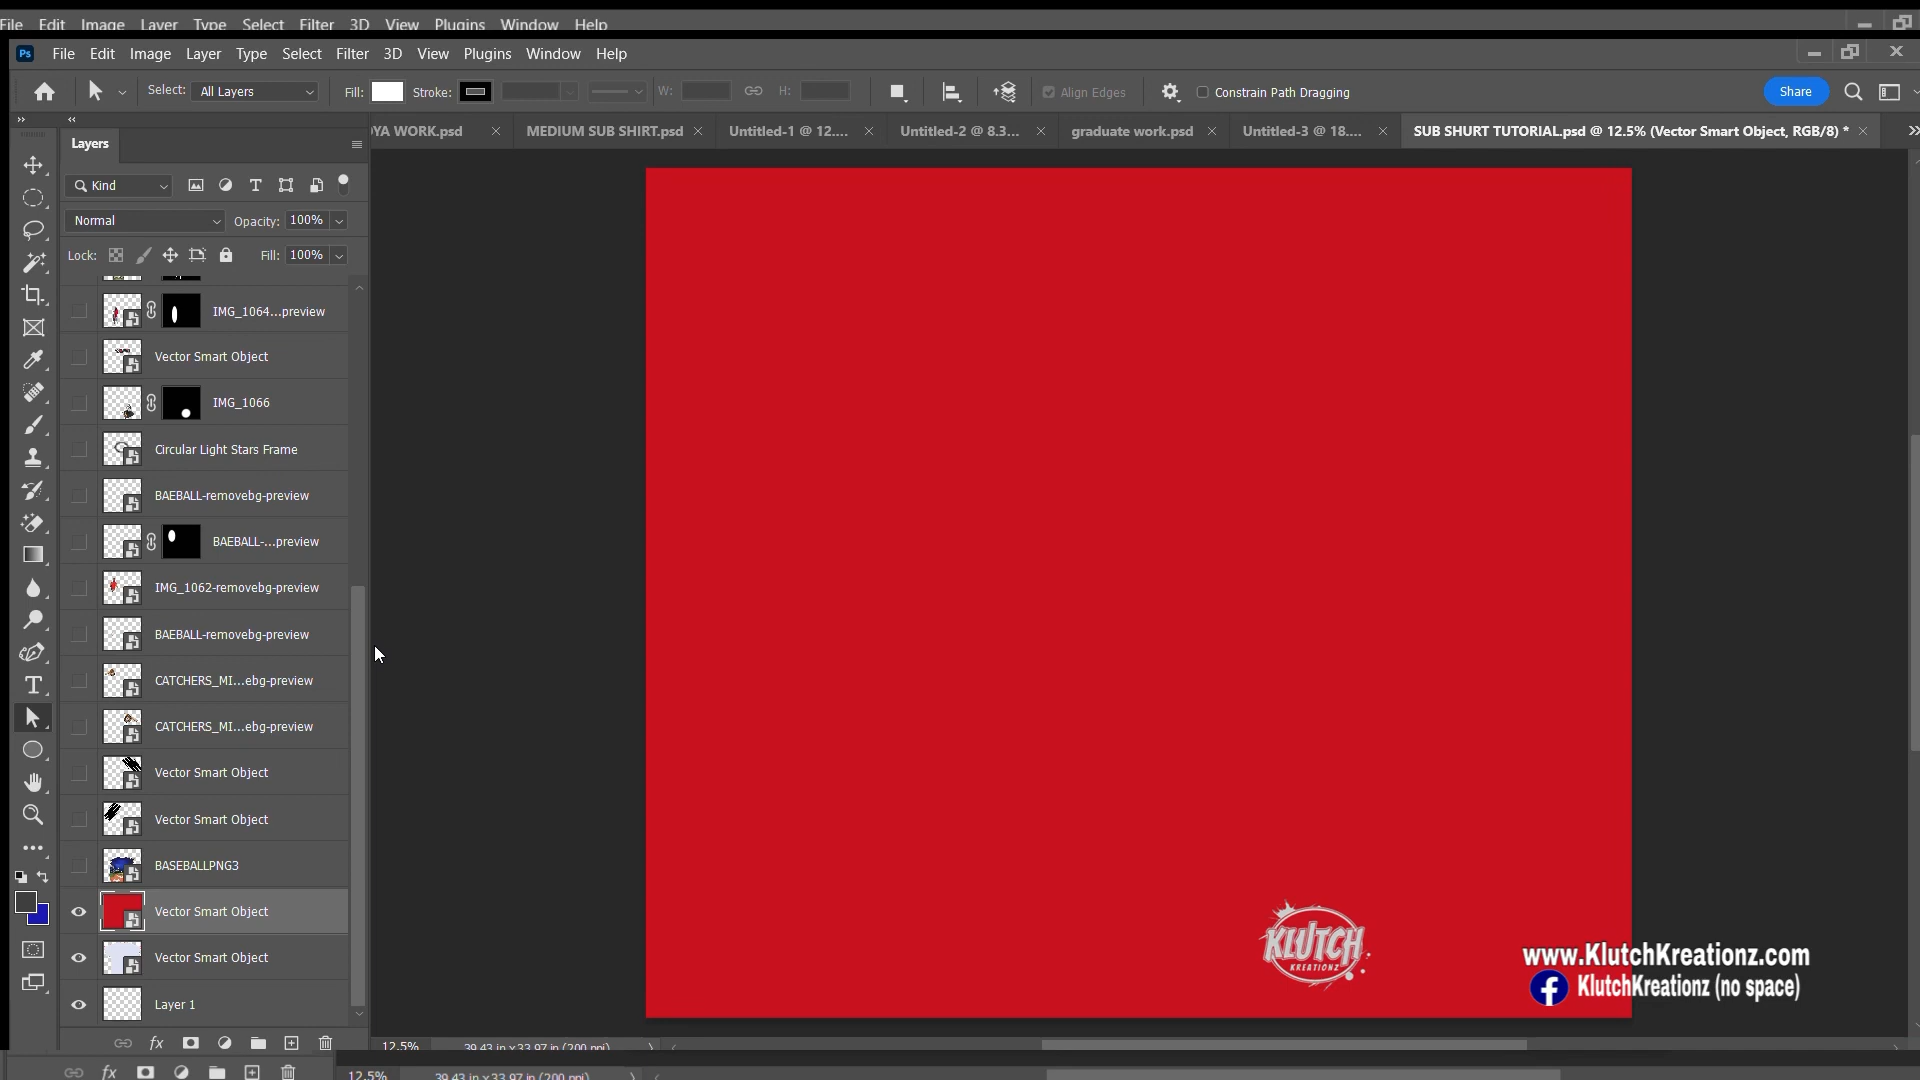 File Edit Image Layer Type Select Filter 3D View Plugins Window Help
Ps File Edit Image Layer Type Select Filter 3D View Plugins Window Help
Select: All Layers Fill: Stroke: W: H: Align Edges Constrain Path Dragging Share
OYA WORK.psd MEDIUM SUB SHIRT.psd Untitled-1 @ 12.... Untitled-2 @ 8.3... graduate work.psd Untitled-3 @ 18.... SUB SHURT TUTORIAL.psd @ 12.5% (Vector Smart Object, RGB/8) *
Layers
Kind
Normal Opacity: 100%
Lock: Fill: 100%
IMG_1064...preview
Vector Smart Object
IMG_1066
Circular Light Stars Frame
BAEBALL-removebg-preview
BAEBALL-...preview
IMG_1062-removebg-preview
BAEBALL-removebg-preview
CATCHERS_MI...ebg-preview
CATCHERS_MI...ebg-preview
Vector Smart Object
Vector Smart Object
BASEBALLPNG3
Vector Smart Object
Vector Smart Object
Layer 1
KLUTCH
KREATIONZ
www.KlutchKreationz.com
KlutchKreationz (no space)
fx
12.5% 39.43 in x 33.97 in (200 ppi)
fx
12.5% 39.43 in x 33.97 in (200 ppi)